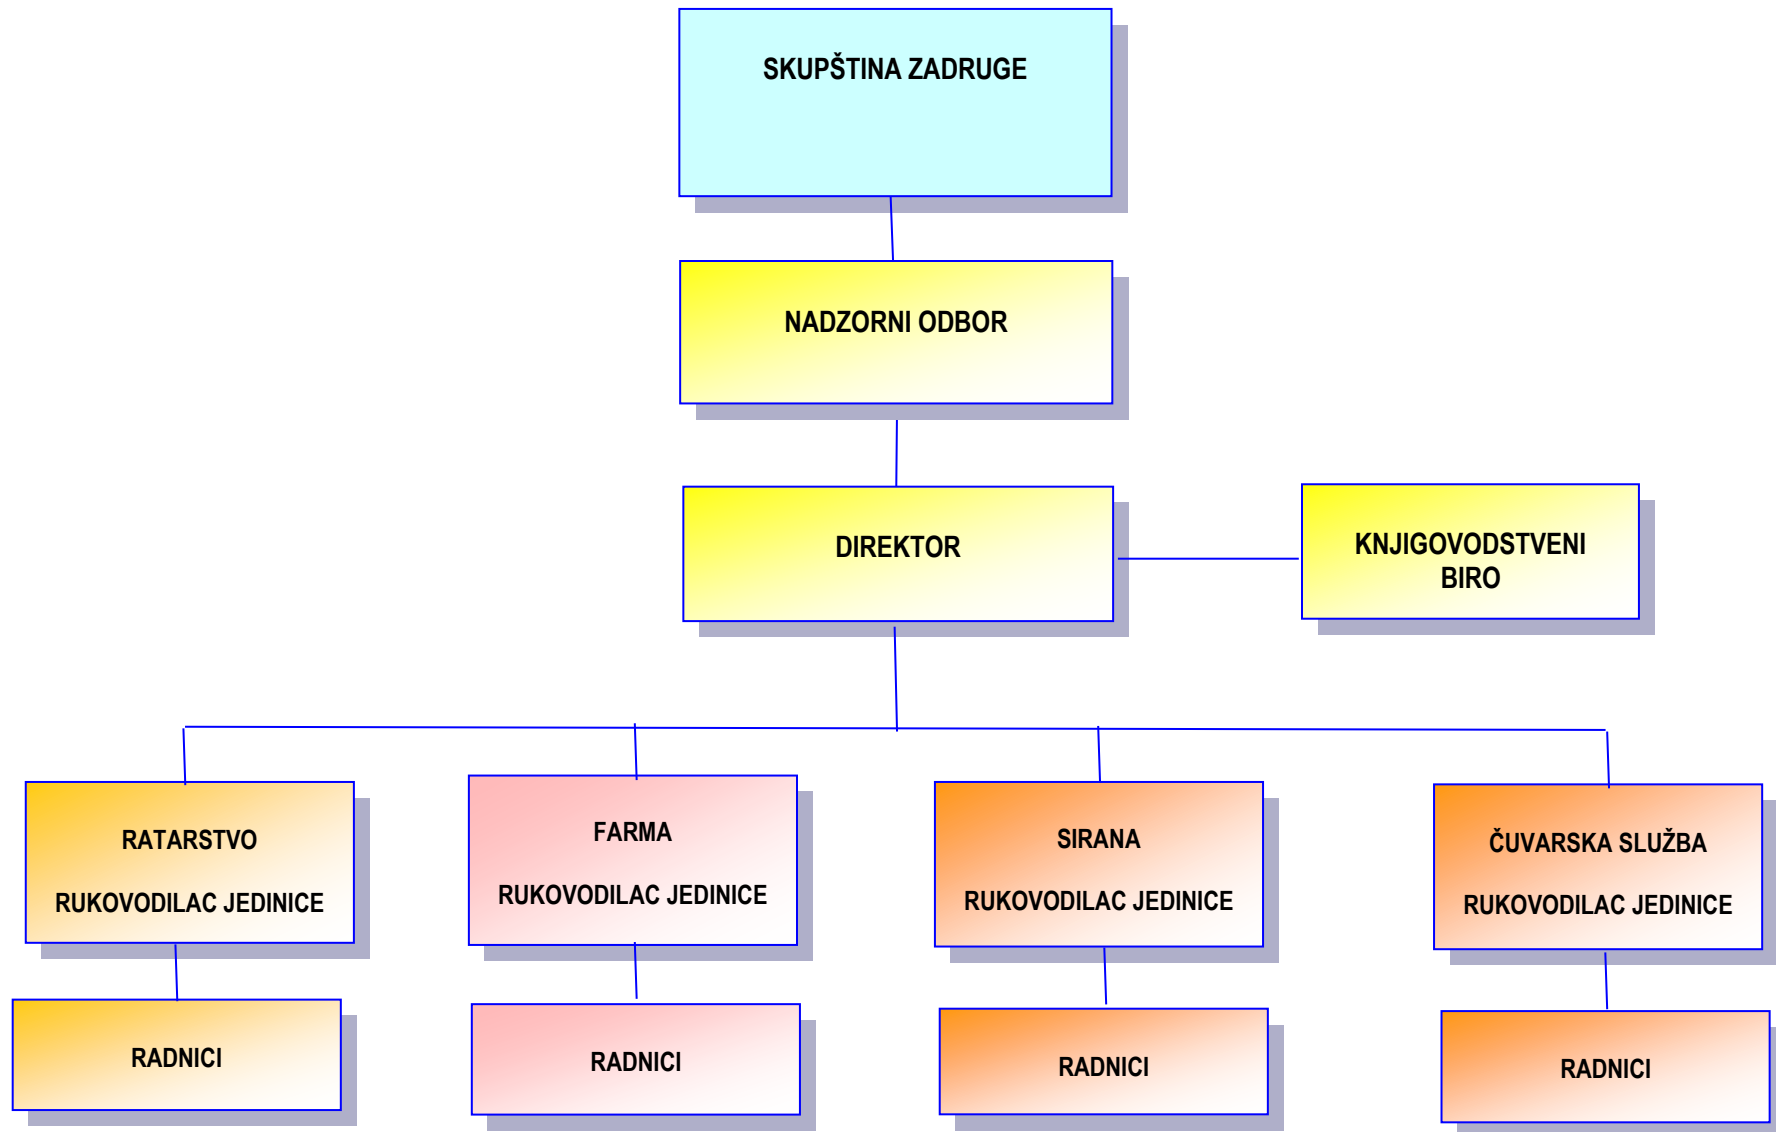 SKUPŠTINA ZADRUGE
NADZORNI ODBOR
DIREKTOR
KNJIGOVODSTVENI
BIRO
RATARSTVO
RUKOVODILAC JEDINICE
FARMA
RUKOVODILAC JEDINICE
SIRANA
RUKOVODILAC JEDINICE
ČUVARSKA SLUŽBA
RUKOVODILAC JEDINICE
RADNICI
RADNICI
RADNICI
RADNICI